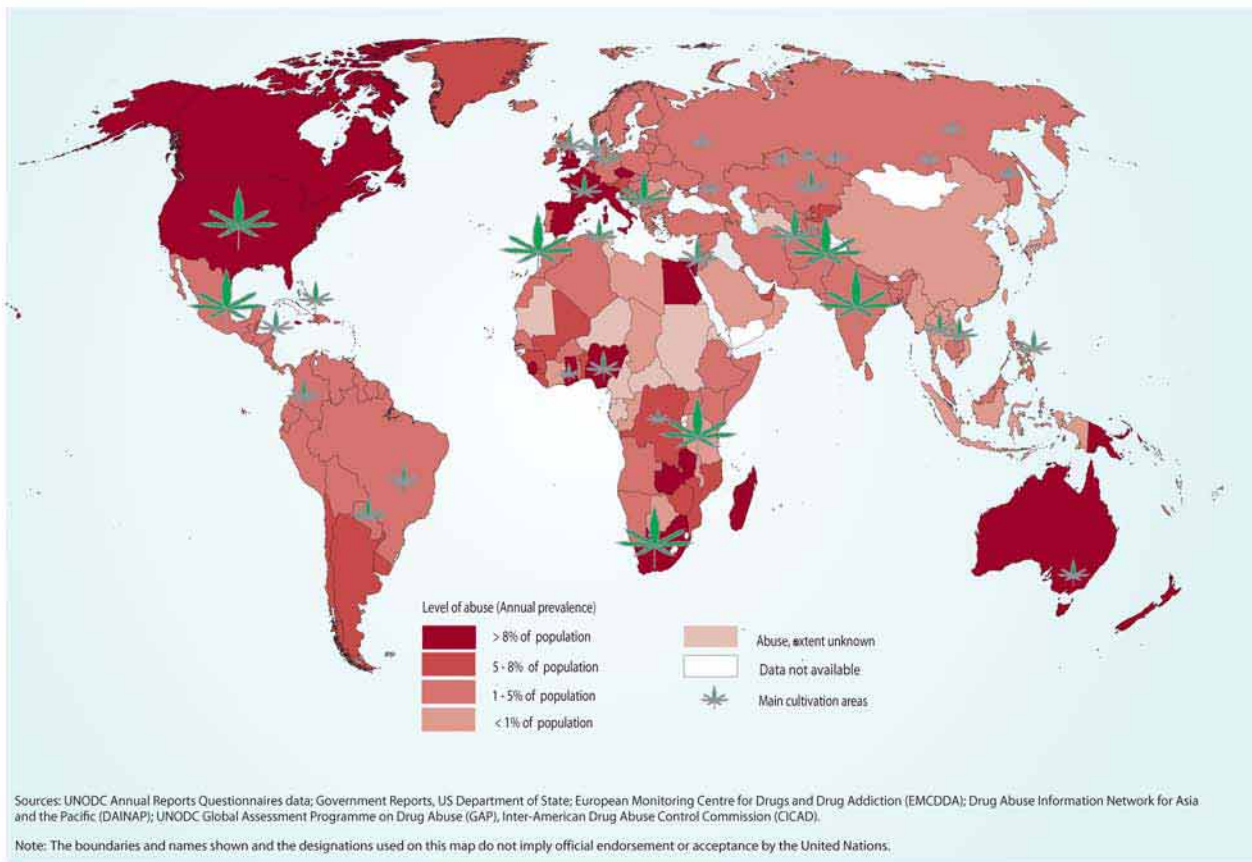 Level of abuse (Annual prevalence)
> 8% of population
5 - 8% of population
1 - 5% of population
< 1% of population
Abuse, extent unknown
Data not available
Main cultivation areas
Sources: UNODC Annual Reports Questionnaires data; Government Reports, US Department of State; European Monitoring Centre for Drugs and Drug Addiction (EMCDDA); Drug Abuse Information Network for Asia
and the Pacific (DAINAP); UNODC Global Assessment Programme on Drug Abuse (GAP), Inter-American Drug Abuse Control Commission (CICAD).
Note: The boundaries and names shown and the designations used on this map do not imply official endorsement or acceptance by the United Nations.